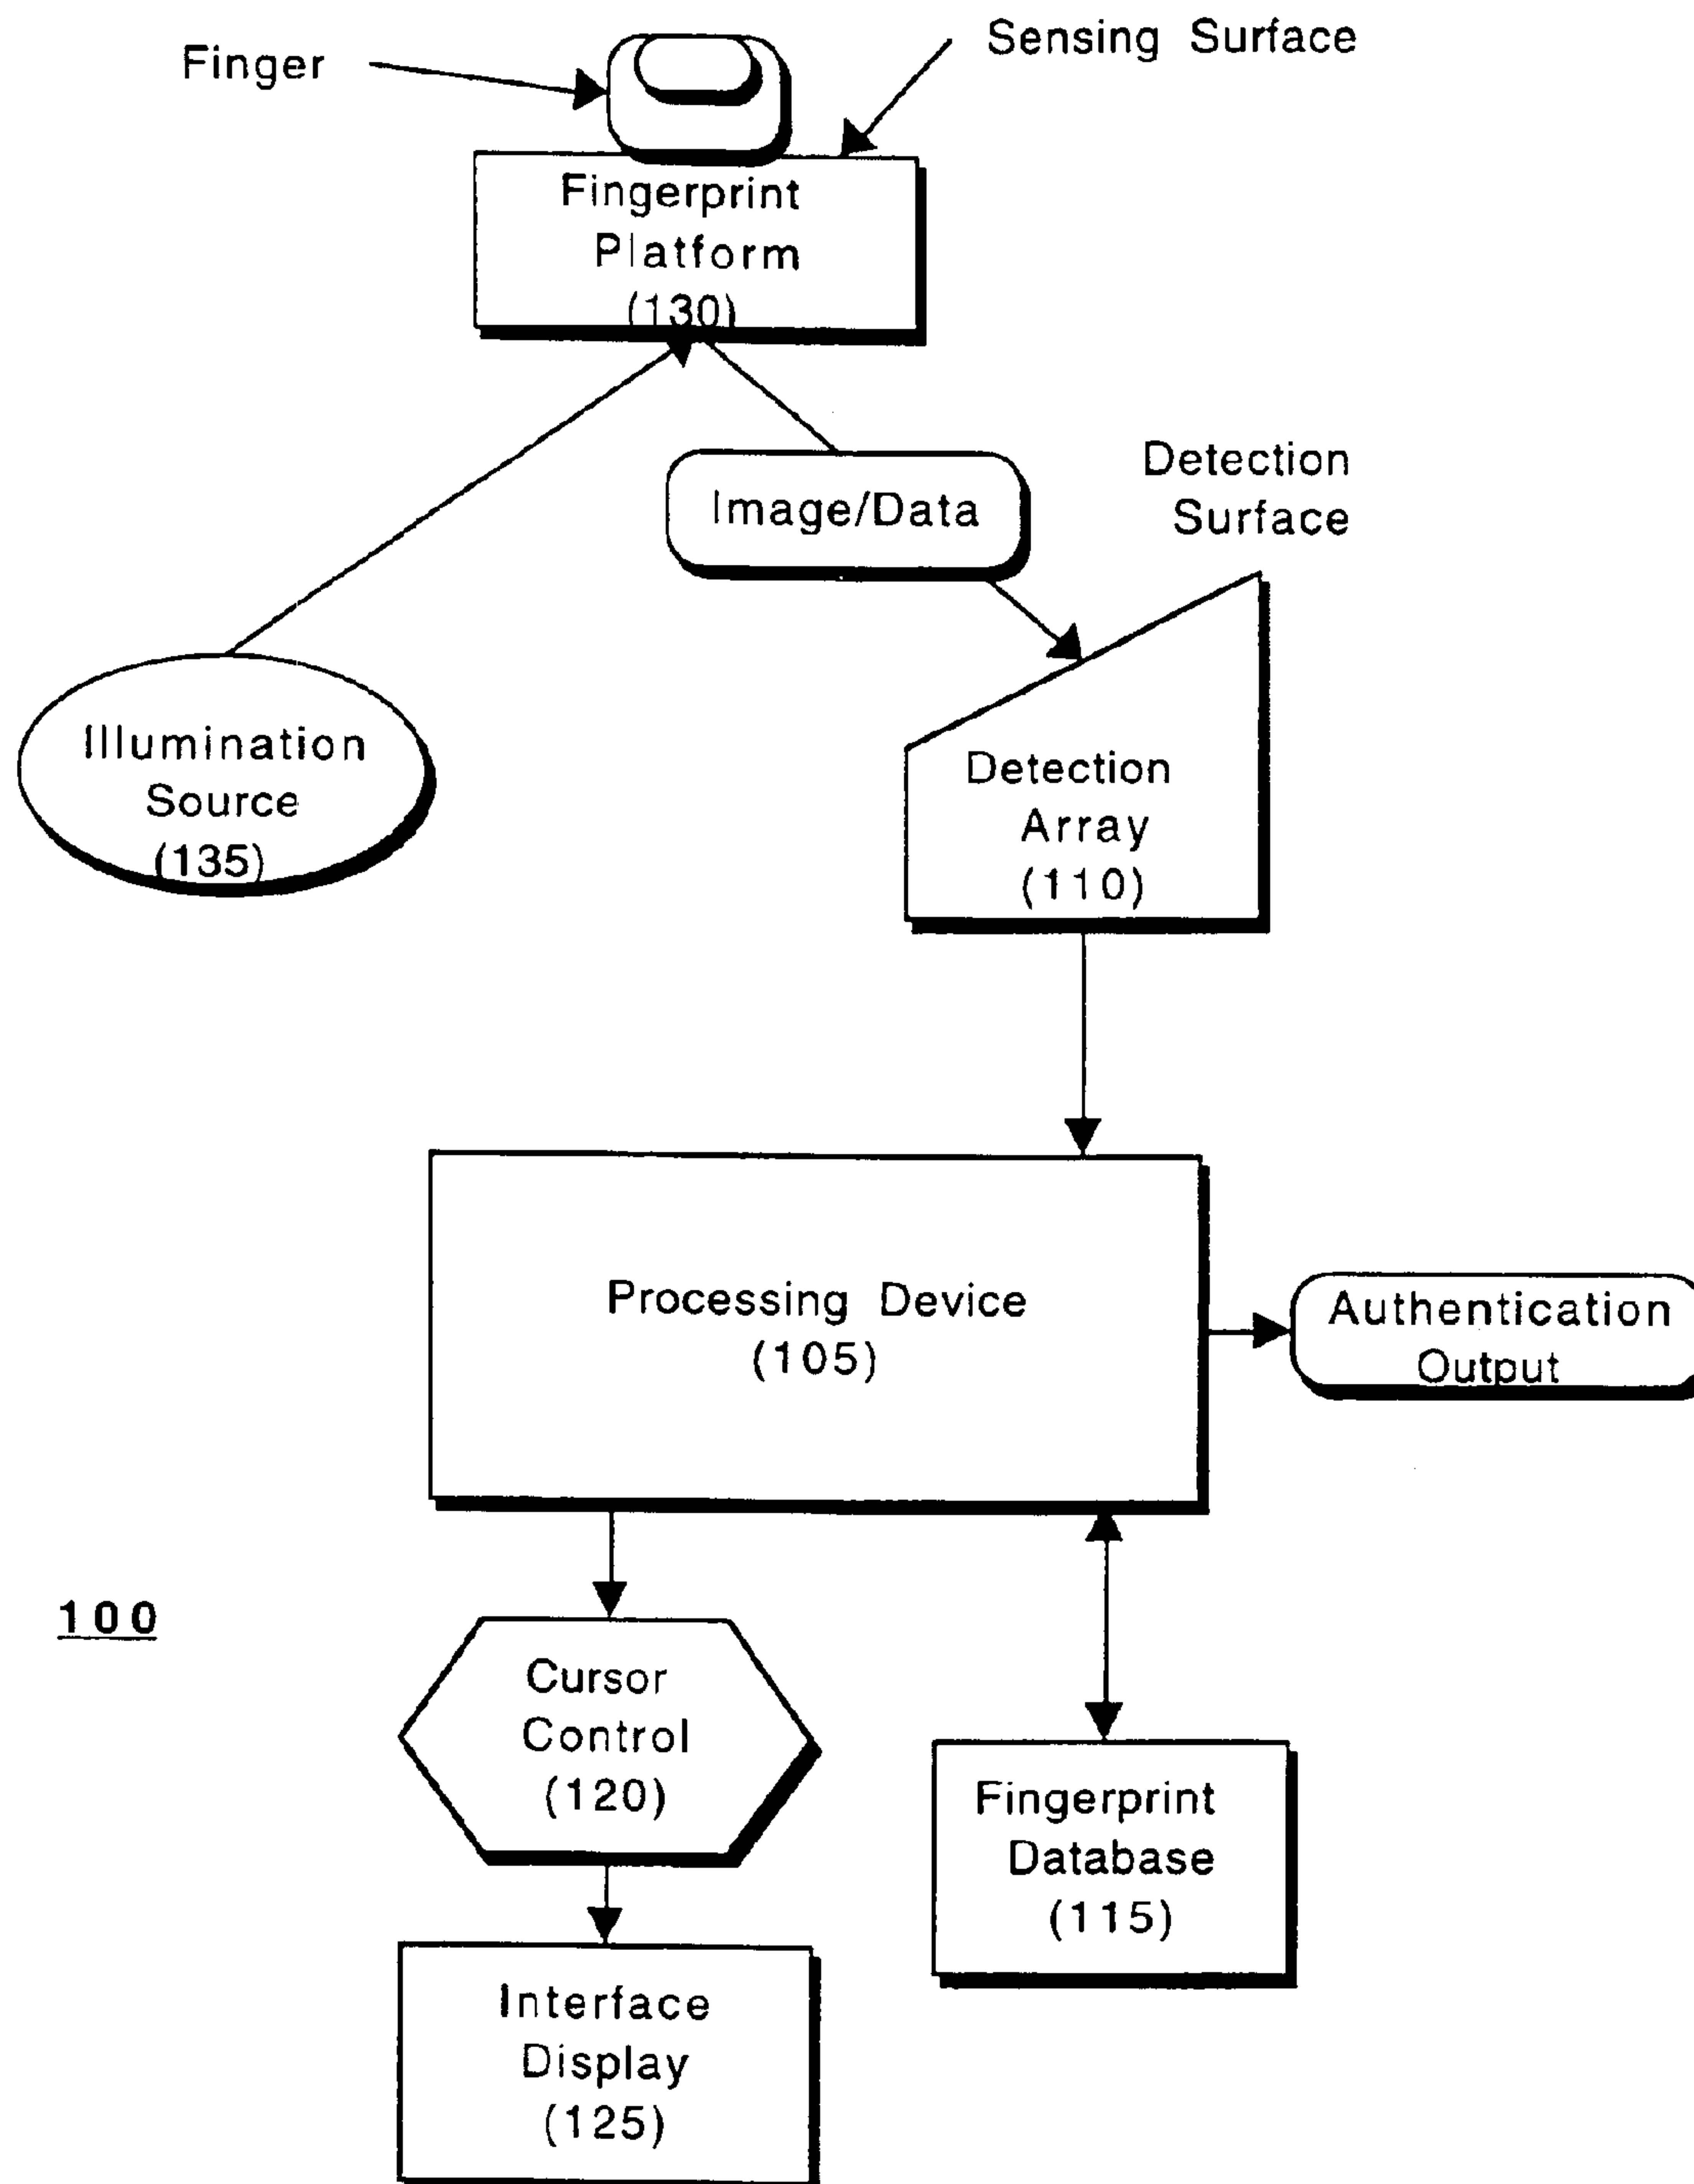 Finger
Sensing Surface
Fingerprint
Platform
(130)
Image/Data
Detection
Surface
Illumination
Source
(135)
Detection
Array
(110)
Processing Device
(105)
Authentication
Output
100
Cursor
Control
(120)
Fingerprint
Database
(115)
Interface
Display
(125)